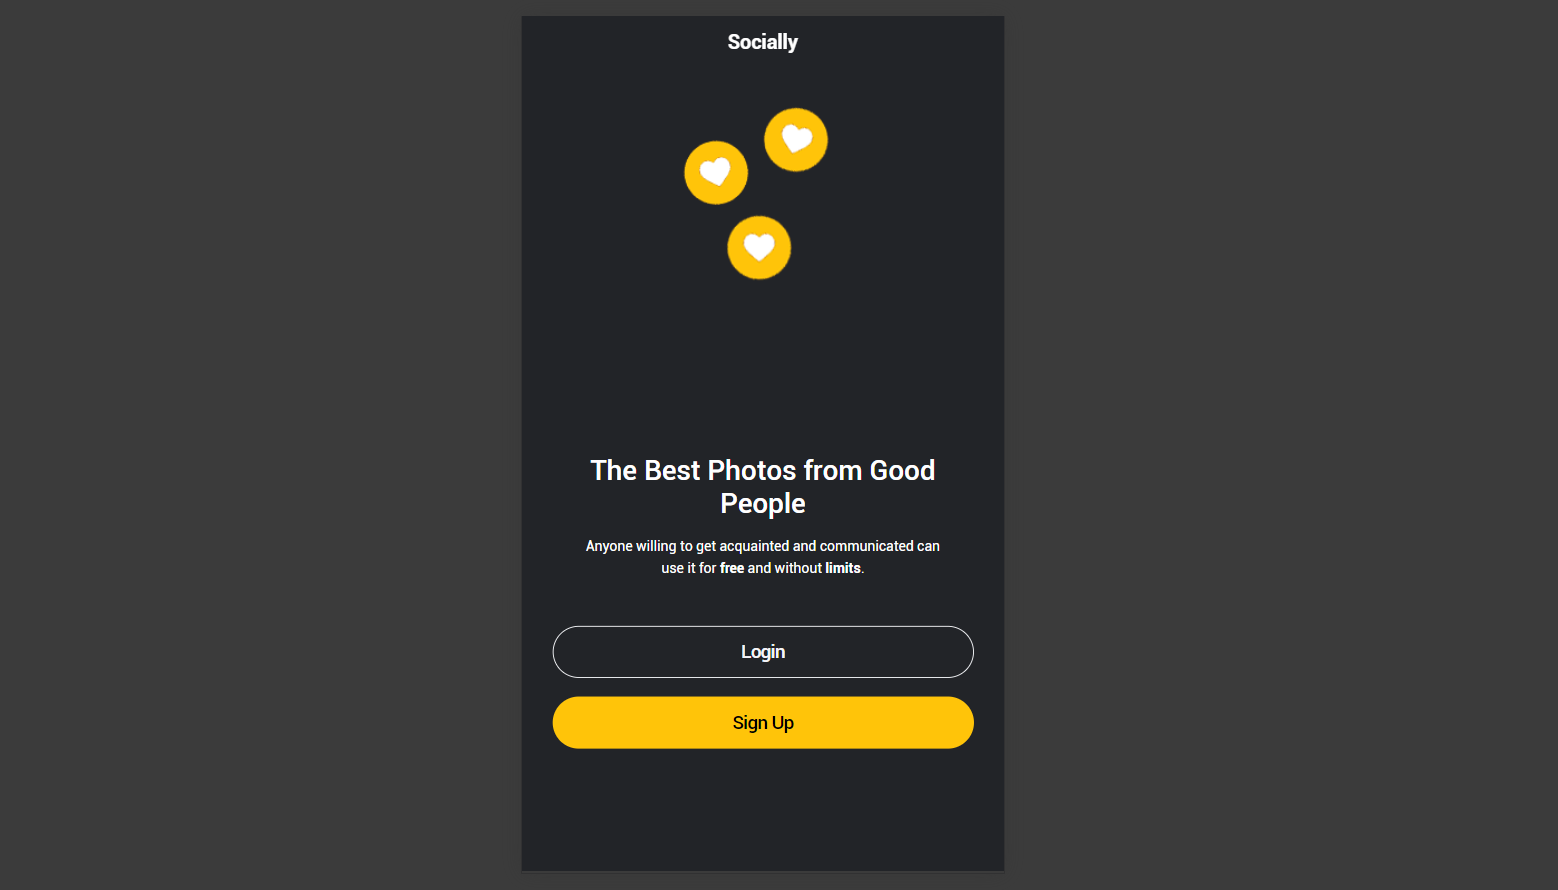 Socially
The Best Photos from Good
People
Anyone willing to get acquainted and communicated can
use it for free and without limits.
Login
Sign Up